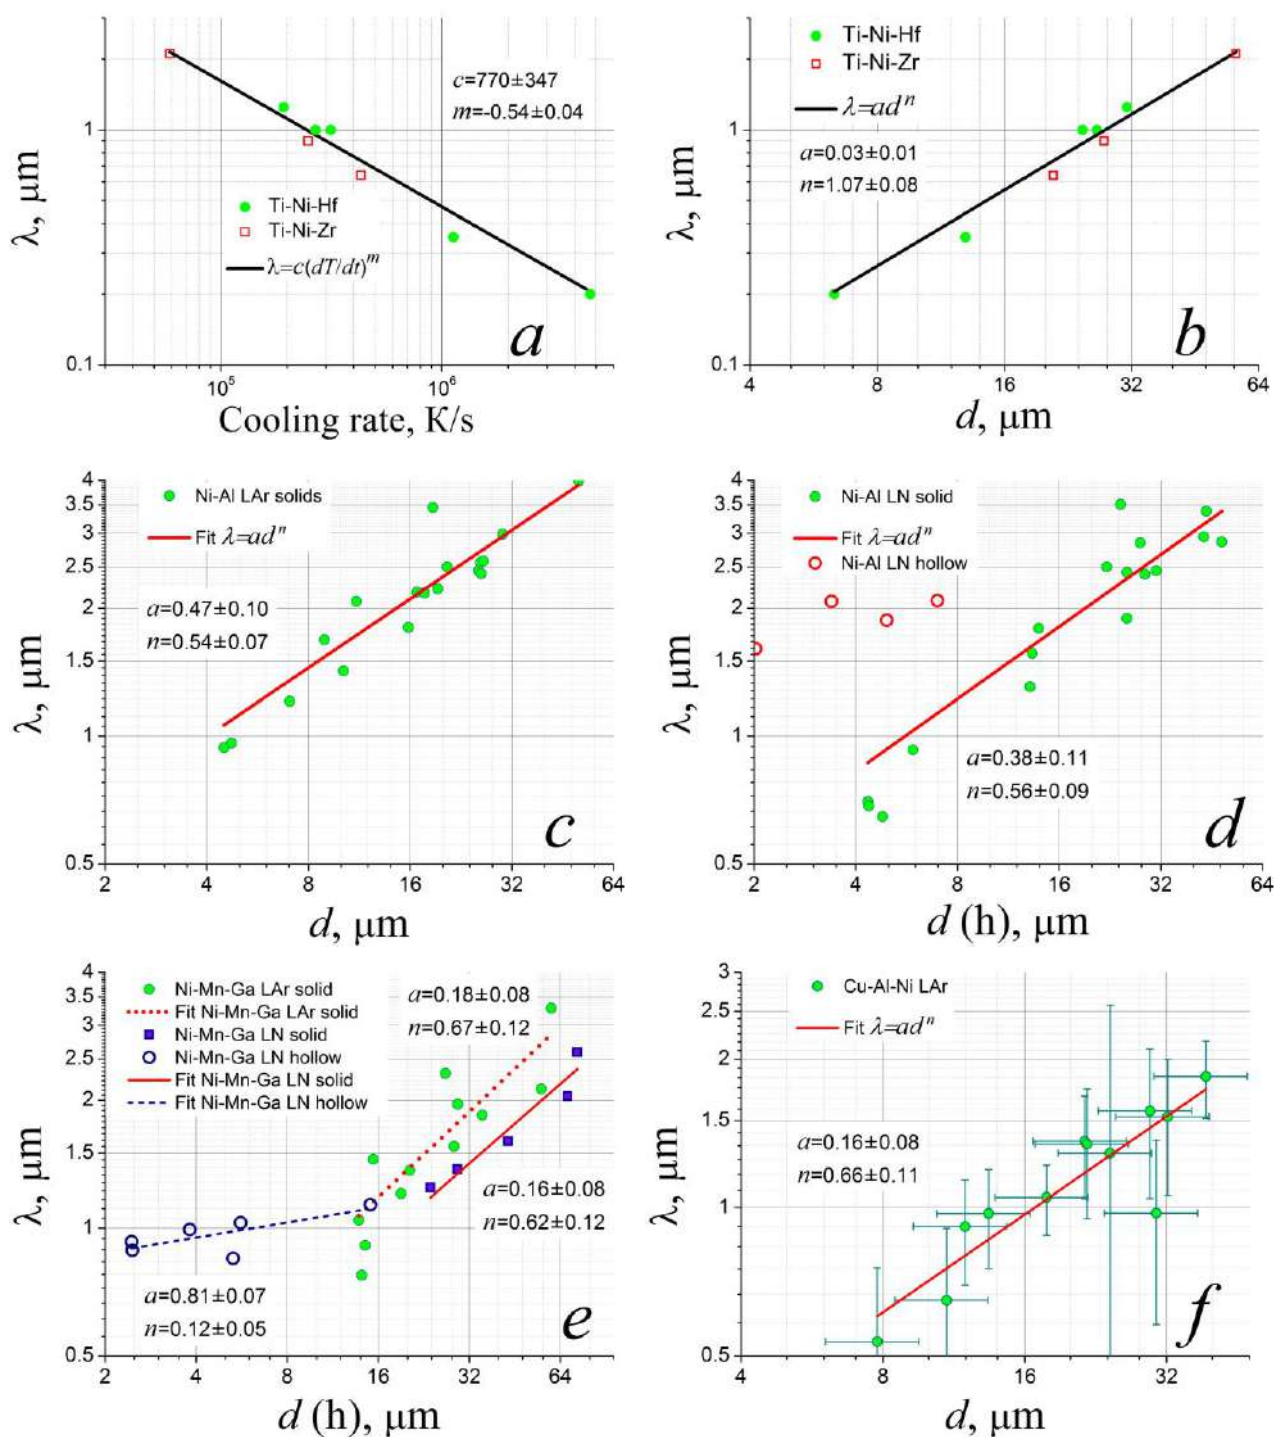 c=770±347
m=-0.54±0.04
Ti-Ni-Hf
Ti-Ni-Zr
λ=c(dT/dt)^m
λ, μm
1
0.1
10^5
10^6
Cooling rate, K/s
a
Ti-Ni-Hf
Ti-Ni-Zr
λ=ad^n
a=0.03±0.01
n=1.07±0.08
λ, μm
1
0.1
4 8 16 32 64
d, μm
b
Ni-Al LAr solids
Fit λ=ad^n
a=0.47±0.10
n=0.54±0.07
λ, μm
4
3.5
3
2.5
2
1.5
1
0.5
2 4 8 16 32 64
d, μm
c
Ni-Al LN solid
Fit λ=ad^n
Ni-Al LN hollow
a=0.38±0.11
n=0.56±0.09
λ, μm
4
3.5
3
2.5
2
1.5
1
0.5
2 4 8 16 32 64
d (h), μm
d
Ni-Mn-Ga LAr solid
Fit Ni-Mn-Ga LAr solid
Ni-Mn-Ga LN solid
Ni-Mn-Ga LN hollow
Fit Ni-Mn-Ga LN solid
Fit Ni-Mn-Ga LN hollow
a=0.18±0.08
n=0.67±0.12
a=0.16±0.08
n=0.62±0.12
a=0.81±0.07
n=0.12±0.05
λ, μm
4
3.5
3
2.5
2
1.5
1
0.5
2 4 8 16 32 64
d (h), μm
e
Cu-Al-Ni LAr
Fit λ=ad^n
a=0.16±0.08
n=0.66±0.11
λ, μm
3
2.5
2
1.5
1
0.5
4 8 16 32
d, μm
f